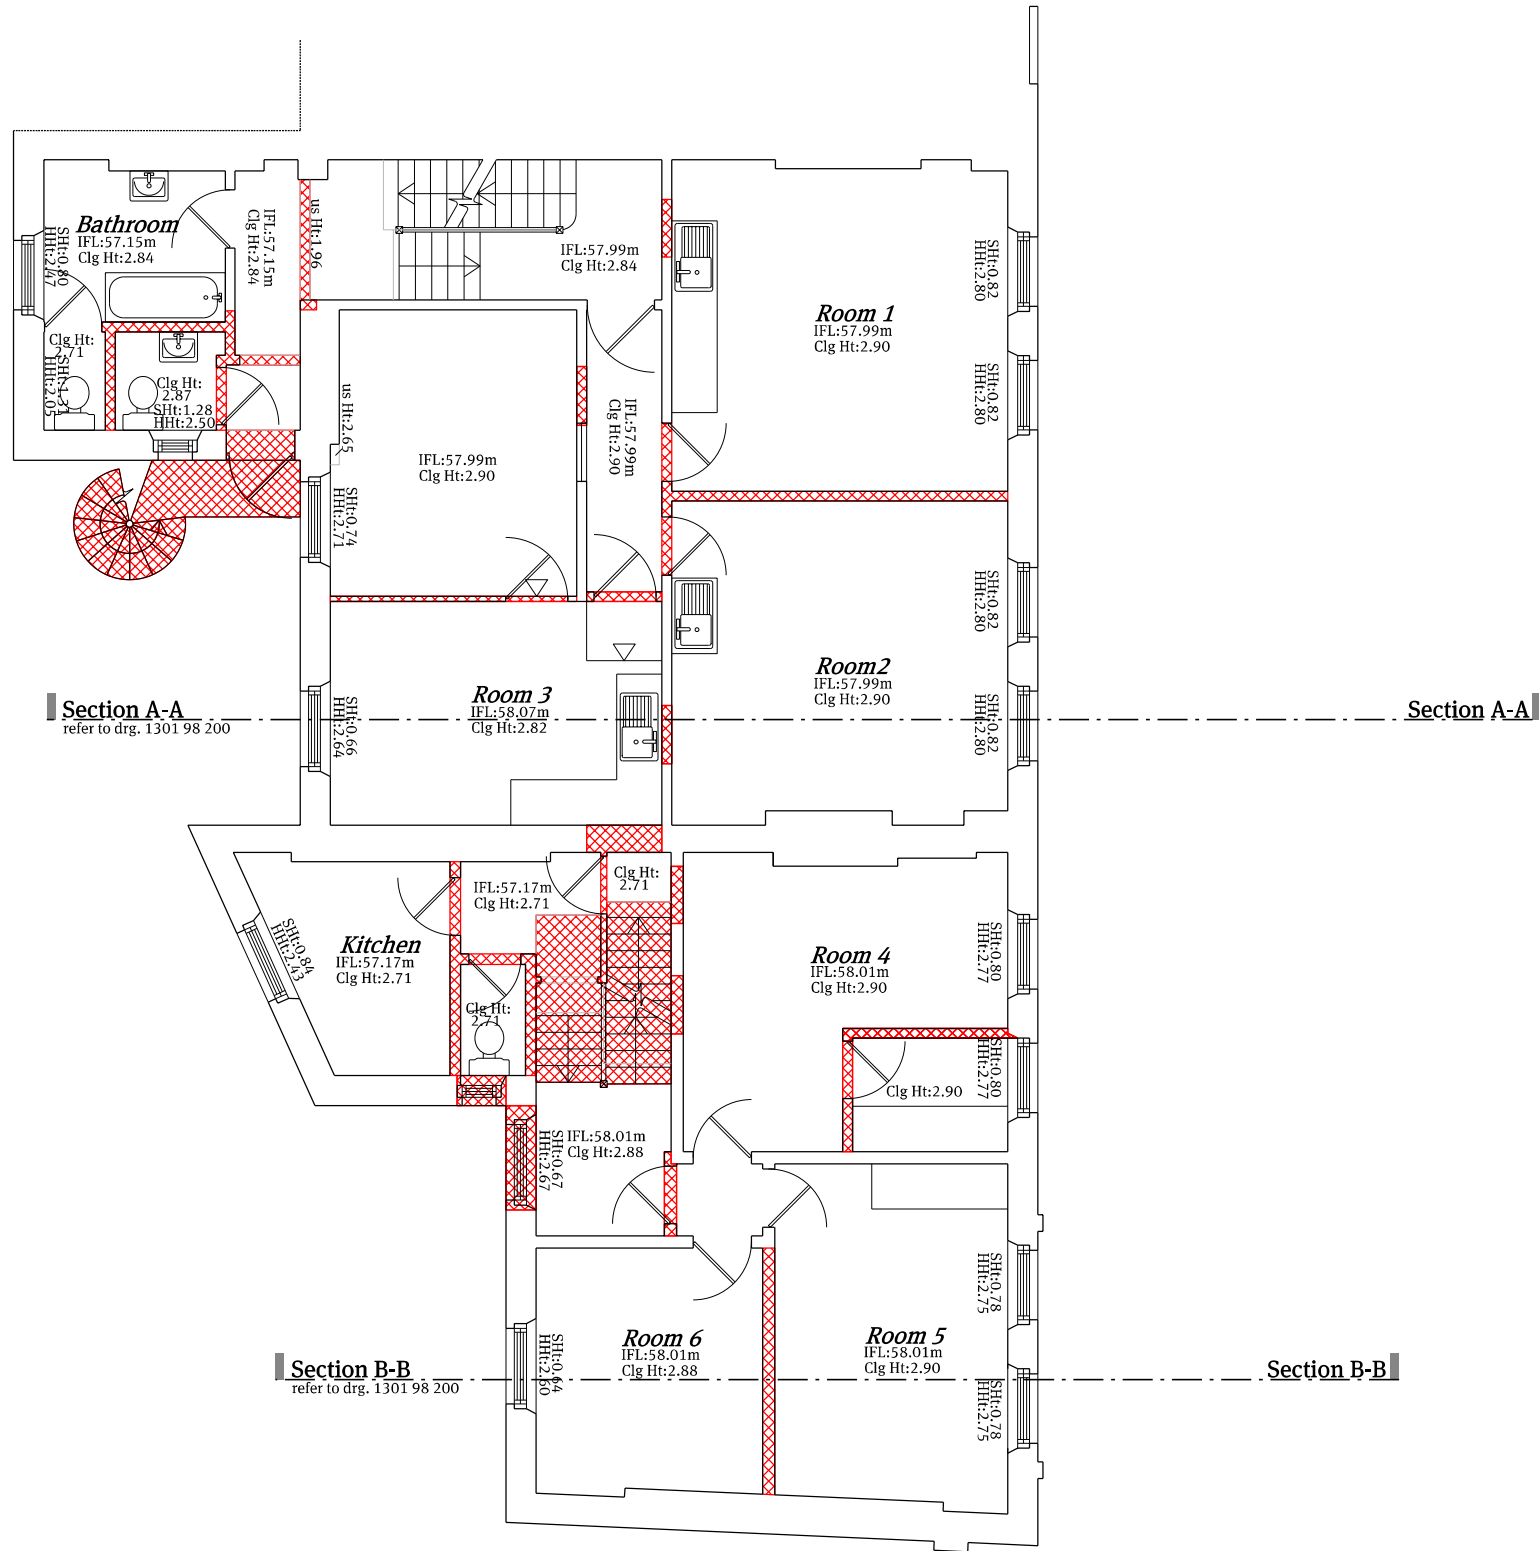 Bathroom
IFL:57.15m
Clg Ht:2.84
SHt:0.80
HHt:2.47
IFL:57.15m
Clg Ht:2.84
us Ht:1.96
IFL:57.99m
Clg Ht:2.84
Room 1
IFL:57.99m
Clg Ht:2.90
SHt:0.82
HHt:2.80
SHt:0.82
HHt:2.80
Clg Ht:
2.71
SHt:1.37
HHt:2.05
Clg Ht:
2.87
SHt:1.28
HHt:2.50
us Ht:2.65
IFL:57.99m
Clg Ht:2.90
IFL:57.99m
Clg Ht:2.90
SHt:0.74
HHt:2.71
SHt:0.82
HHt:2.80
Room2
IFL:57.99m
Clg Ht:2.90
Room 3
IFL:58.07m
Clg Ht:2.82
SHt:0.66
HHt:2.64
SHt:0.82
HHt:2.80
Section A-A
refer to drg. 1301 98 200
Section A-A
Clg Ht:
2.71
IFL:57.17m
Clg Ht:2.71
Kitchen
IFL:57.17m
Clg Ht:2.71
SHt:0.84
HHt:2.43
Room 4
IFL:58.01m
Clg Ht:2.90
SHt:0.80
HHt:2.77
Clg Ht:
2.71
SHt:0.80
HHt:2.77
Clg Ht:2.90
IFL:58.01m
Clg Ht:2.88
SHt:0.67
HHt:2.67
SHt:0.78
HHt:2.75
Room 6
IFL:58.01m
Clg Ht:2.88
Room 5
IFL:58.01m
Clg Ht:2.90
SHt:0.64
HHt:2.60
SHt:0.78
HHt:2.75
Section B-B
refer to drg. 1301 98 200
Section B-B